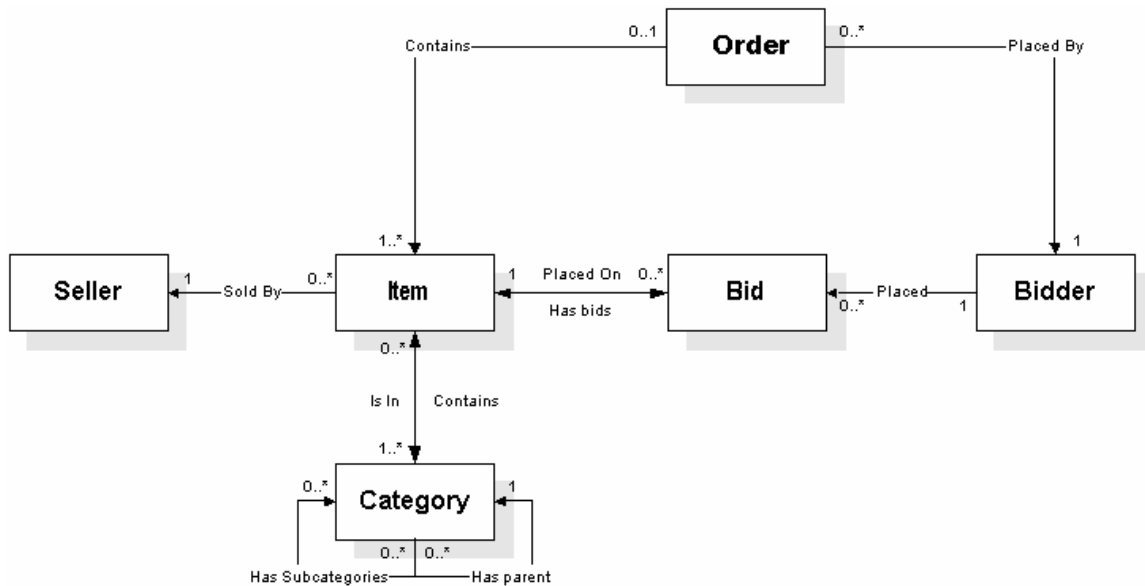 0..1
Order
0..*
Contains
Placed By
1..*
1
Seller
1
Sold By
0..*
Item
1
Placed On
0..*
Has bids
Bid
0..*
Placed
1
Bidder
0..*
Is In
Contains
1..*
0..*
Category
1
0..*
0..*
Has Subcategories
Has parent